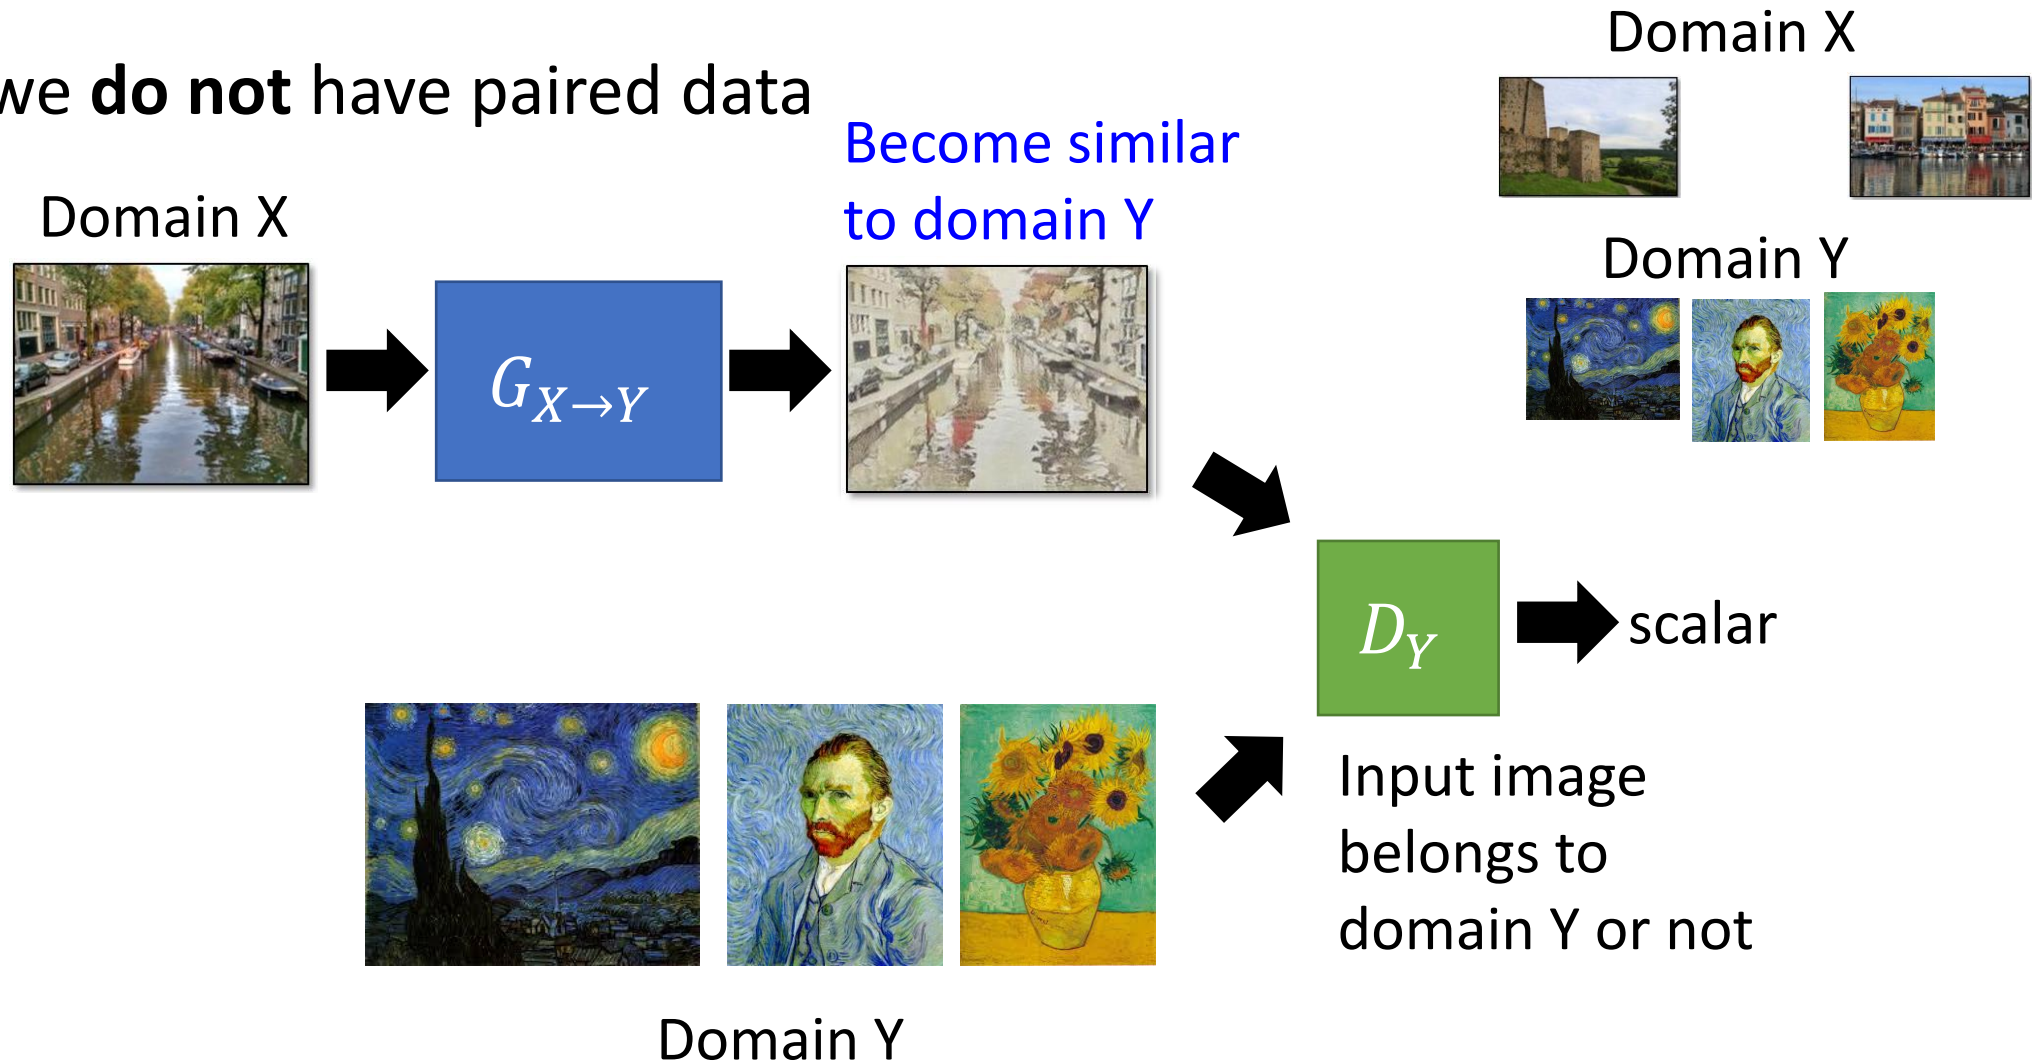 we do not have paired data
Domain X
Become similar
to domain Y
G_{X→Y}
Domain X
Domain Y
D_Y
scalar
Input image
belongs to
domain Y or not
Domain Y